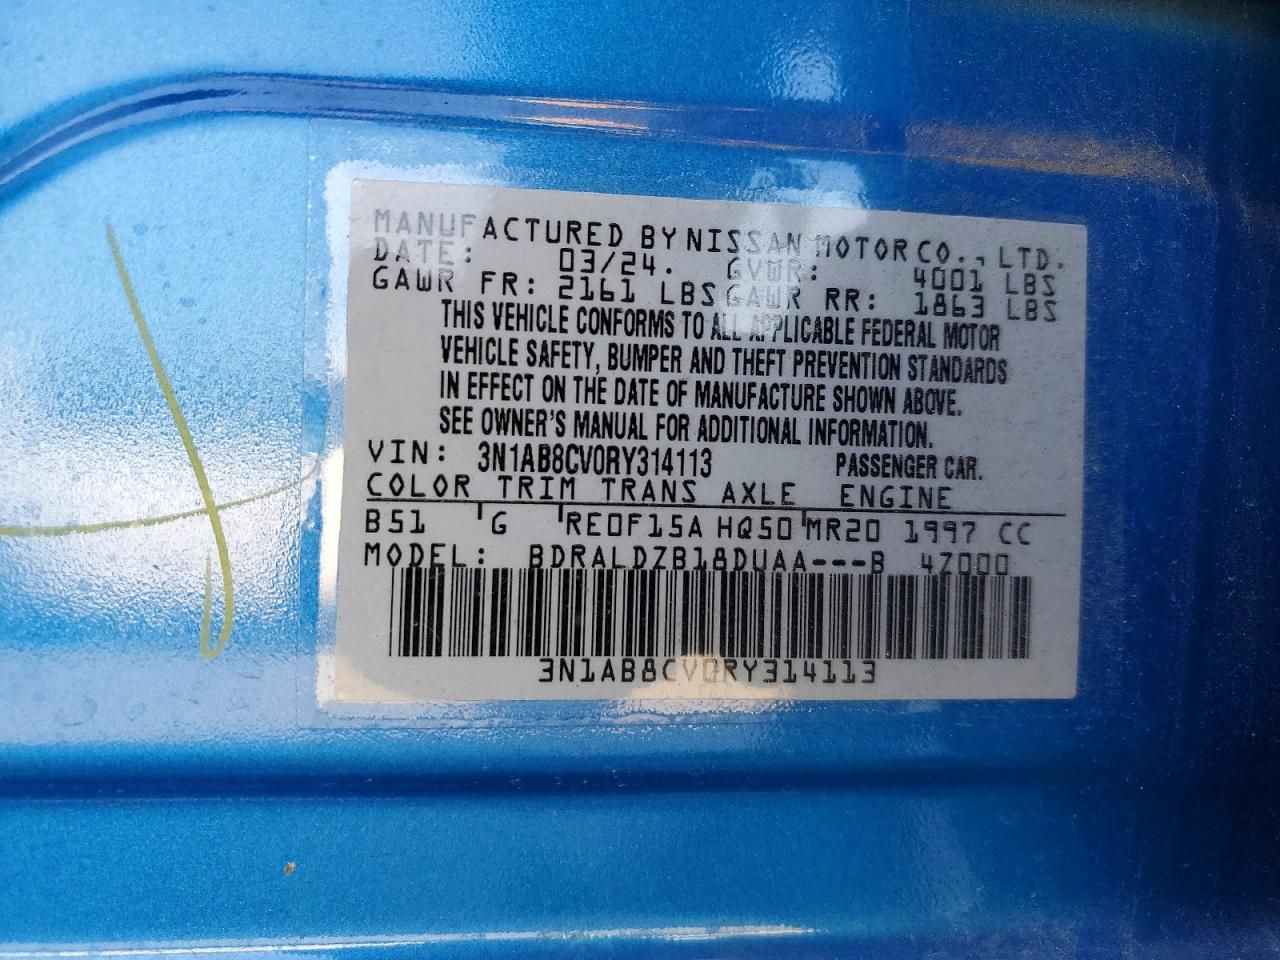 MANUFACTURED BY NISSAN MOTOR CO., LTD.
DATE: 03/24. GVWR: 4001 LBS
GAWR FR: 2161 LBS GAWR RR: 1863 LBS
THIS VEHICLE CONFORMS TO ALL APPLICABLE FEDERAL MOTOR
VEHICLE SAFETY, BUMPER AND THEFT PREVENTION STANDARDS
IN EFFECT ON THE DATE OF MANUFACTURE SHOWN ABOVE.
SEE OWNER'S MANUAL FOR ADDITIONAL INFORMATION.
VIN: 3N1AB8CV0RY314113 PASSENGER CAR.
COLOR TRIM TRANS AXLE ENGINE
B51 G RE0F15A HQ50 MR20 1997 CC
MODEL: BDRALDZB18DUAA---B 4Z000
3N1AB8CV0RY314113